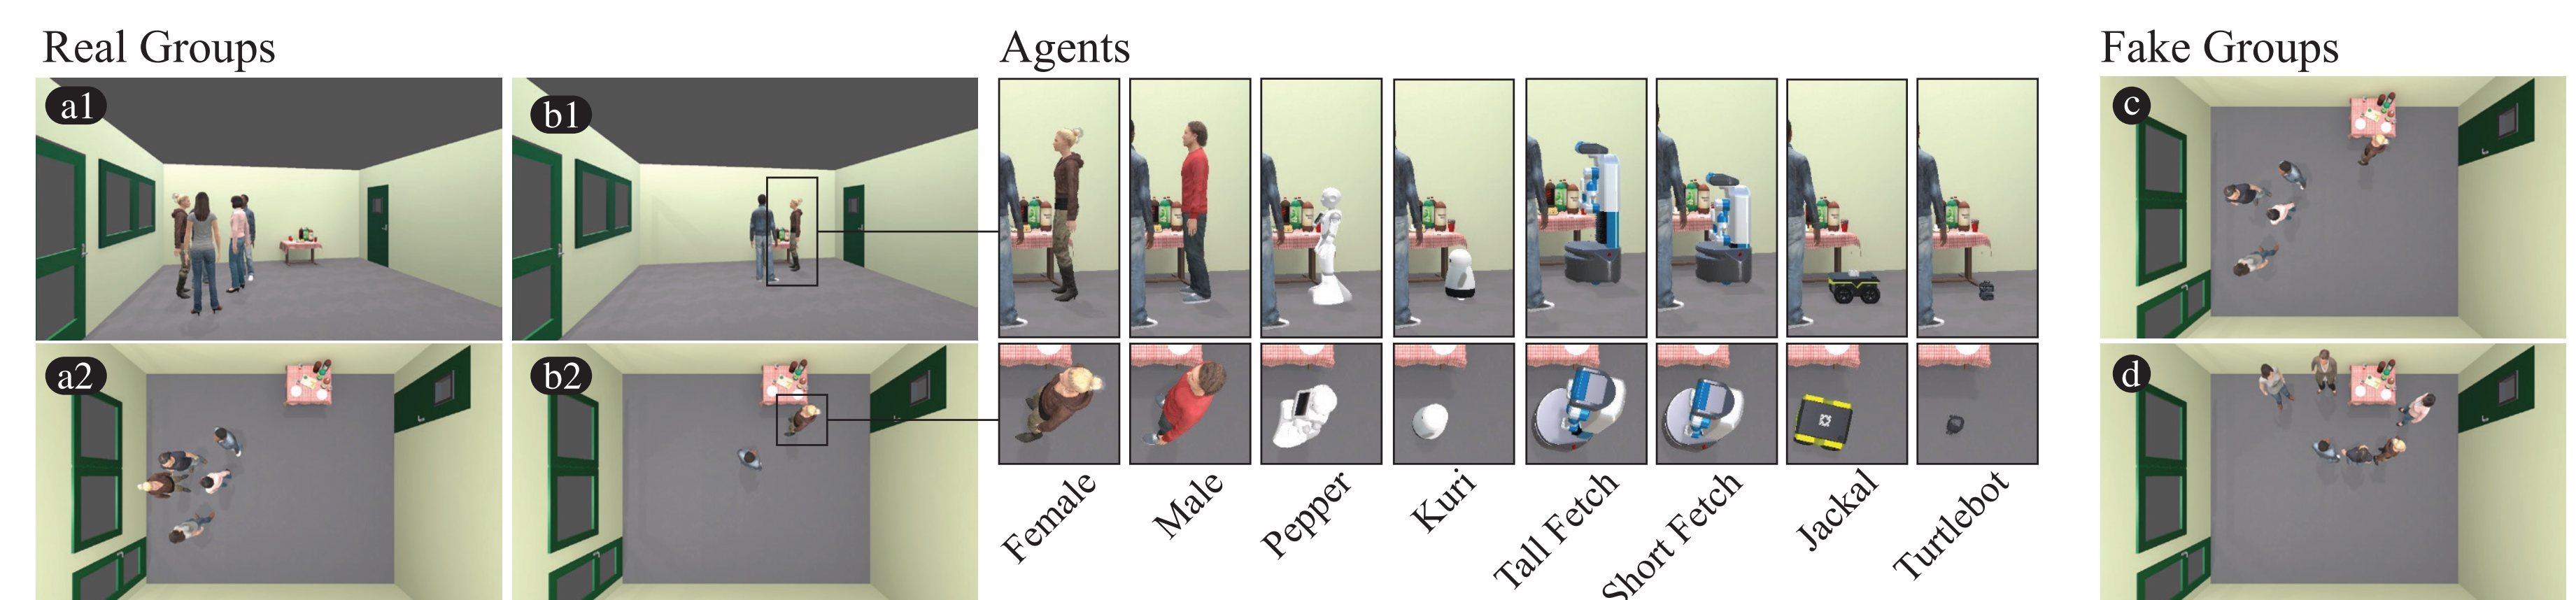 Real Groups
Agents
Fake Groups
a1
b1
c
a2
b2
d
Female
Male
Pepper
Kuri
Tall Fetch
Short Fetch
Jackal
Turtlebot